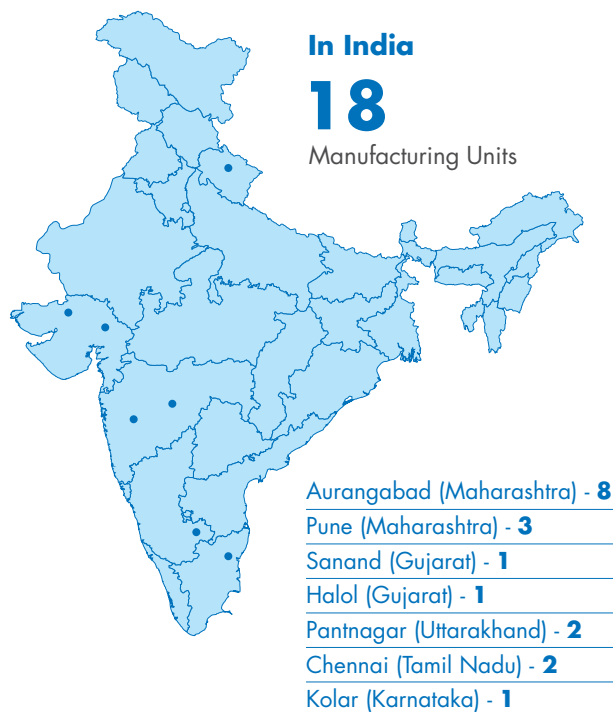 In India
18
Manufacturing Units
Aurangabad (Maharashtra) - 8
Pune (Maharashtra) - 3
Sanand (Gujarat) - 1
Halol (Gujarat) - 1
Pantnagar (Uttarakhand) - 2
Chennai (Tamil Nadu) - 2
Kolar (Karnataka) - 1